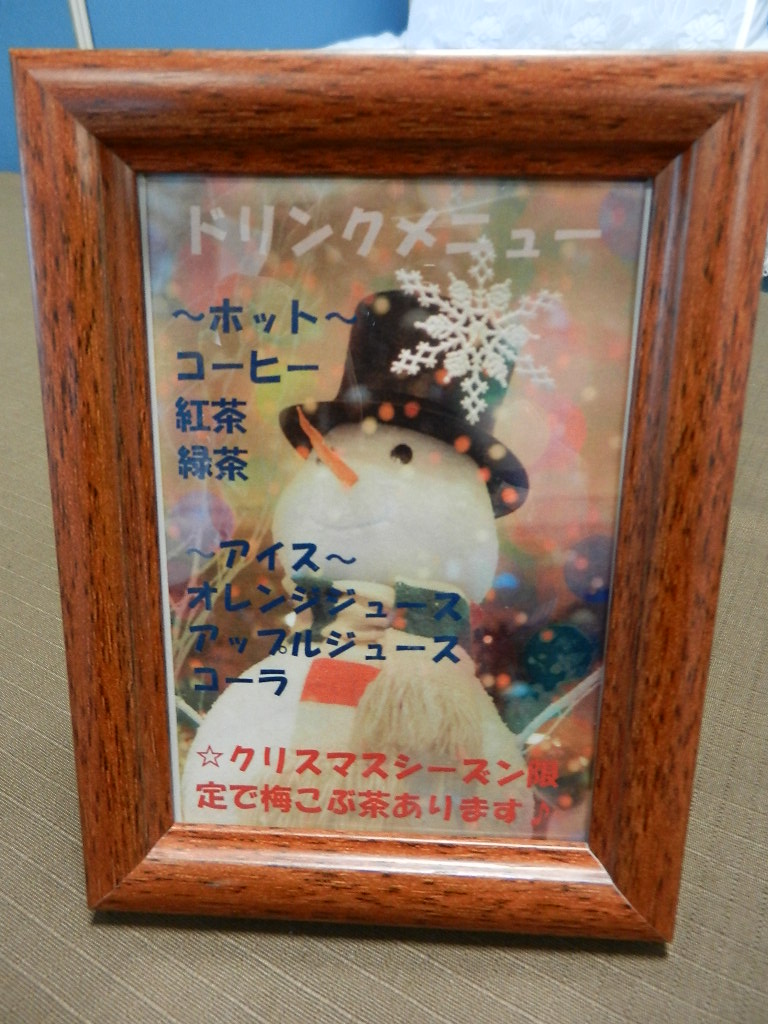 ドリンクメニュー
～ホット～
コーヒー
紅茶
緑茶
～アイス～
オレンジジュース
アップルジュース
コーラ
☆クリスマスシーズン限
定で梅こぶ茶あります♪